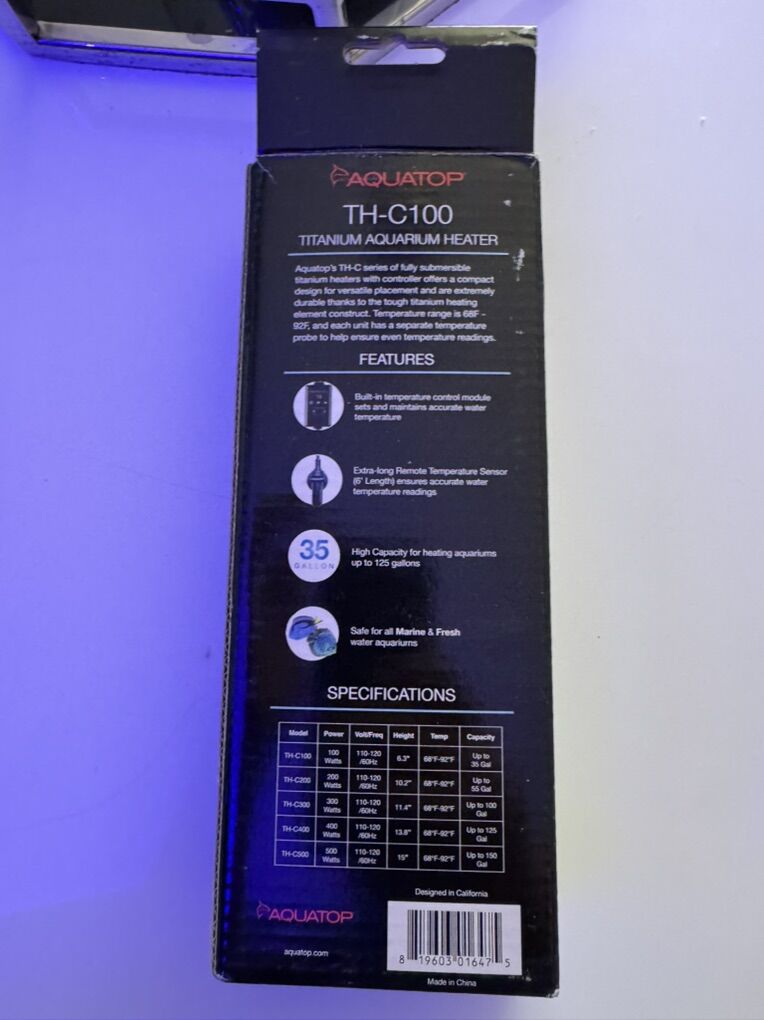 AQUATOP
TH-C100
TITANIUM AQUARIUM HEATER
Aquatop's TH-C series of fully submersible
titanium heaters with controller offers a compact
design for versatile placement and are extremely
durable thanks to the tough titanium heating
element construct. Temperature range is 68F -
92F, and each unit has a separate temperature
probe to help ensure even temperature readings.
FEATURES
Built-in temperature control module
sets and maintains accurate water
temperature
Extra-long Remote Temperature Sensor
(6' Length) ensures accurate water
temperature readings
35
GALLON
High Capacity for heating aquariums
up to 125 gallons
Safe for all Marine & Fresh
water aquariums
SPECIFICATIONS
Model Power Volt/Freq Height Temp Capacity
TH-C100 100 Watts 110-120 /60Hz 6.3" 68°F-92°F Up to 35 Gal
TH-C200 200 Watts 110-120 /60Hz 10.2" 68°F-92°F Up to 55 Gal
TH-C300 300 Watts 110-120 /60Hz 11.4" 68°F-92°F Up to 100 Gal
TH-C400 400 Watts 110-120 /60Hz 13.8" 68°F-92°F Up to 125 Gal
TH-C500 500 Watts 110-120 /60Hz 15" 68°F-92°F Up to 150 Gal
Designed in California
AQUATOP
aquatop.com
8 19603 01647 5
Made in China